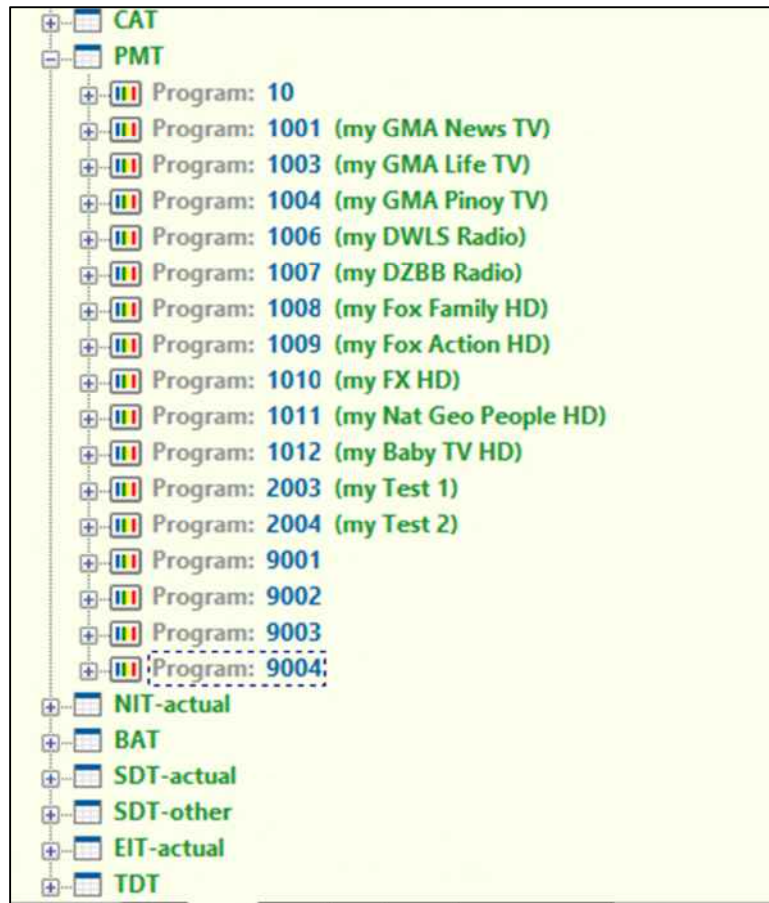 CAT
PMT
Program: 10
Program: 1001 (my GMA News TV)
Program: 1003 (my GMA Life TV)
Program: 1004 (my GMA Pinoy TV)
Program: 1006 (my DWLS Radio)
Program: 1007 (my DZBB Radio)
Program: 1008 (my Fox Family HD)
Program: 1009 (my Fox Action HD)
Program: 1010 (my FX HD)
Program: 1011 (my Nat Geo People HD)
Program: 1012 (my Baby TV HD)
Program: 2003 (my Test 1)
Program: 2004 (my Test 2)
Program: 9001
Program: 9002
Program: 9003
Program: 9004
NIT-actual
BAT
SDT-actual
SDT-other
EIT-actual
TDT